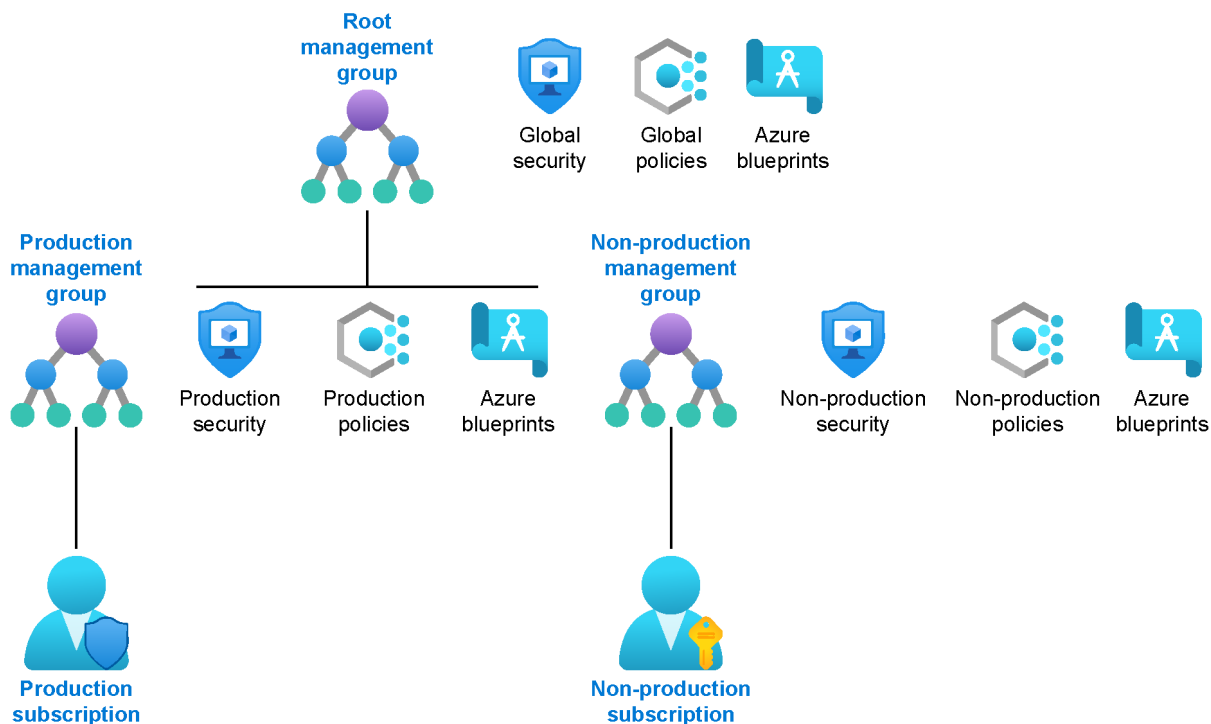 Root
management
group
Global
security
Global
policies
Azure
blueprints
Production
management
group
Production
security
Production
policies
Azure
blueprints
Non-production
management
group
Non-production
security
Non-production
policies
Azure
blueprints
Production
subscription
Non-production
subscription